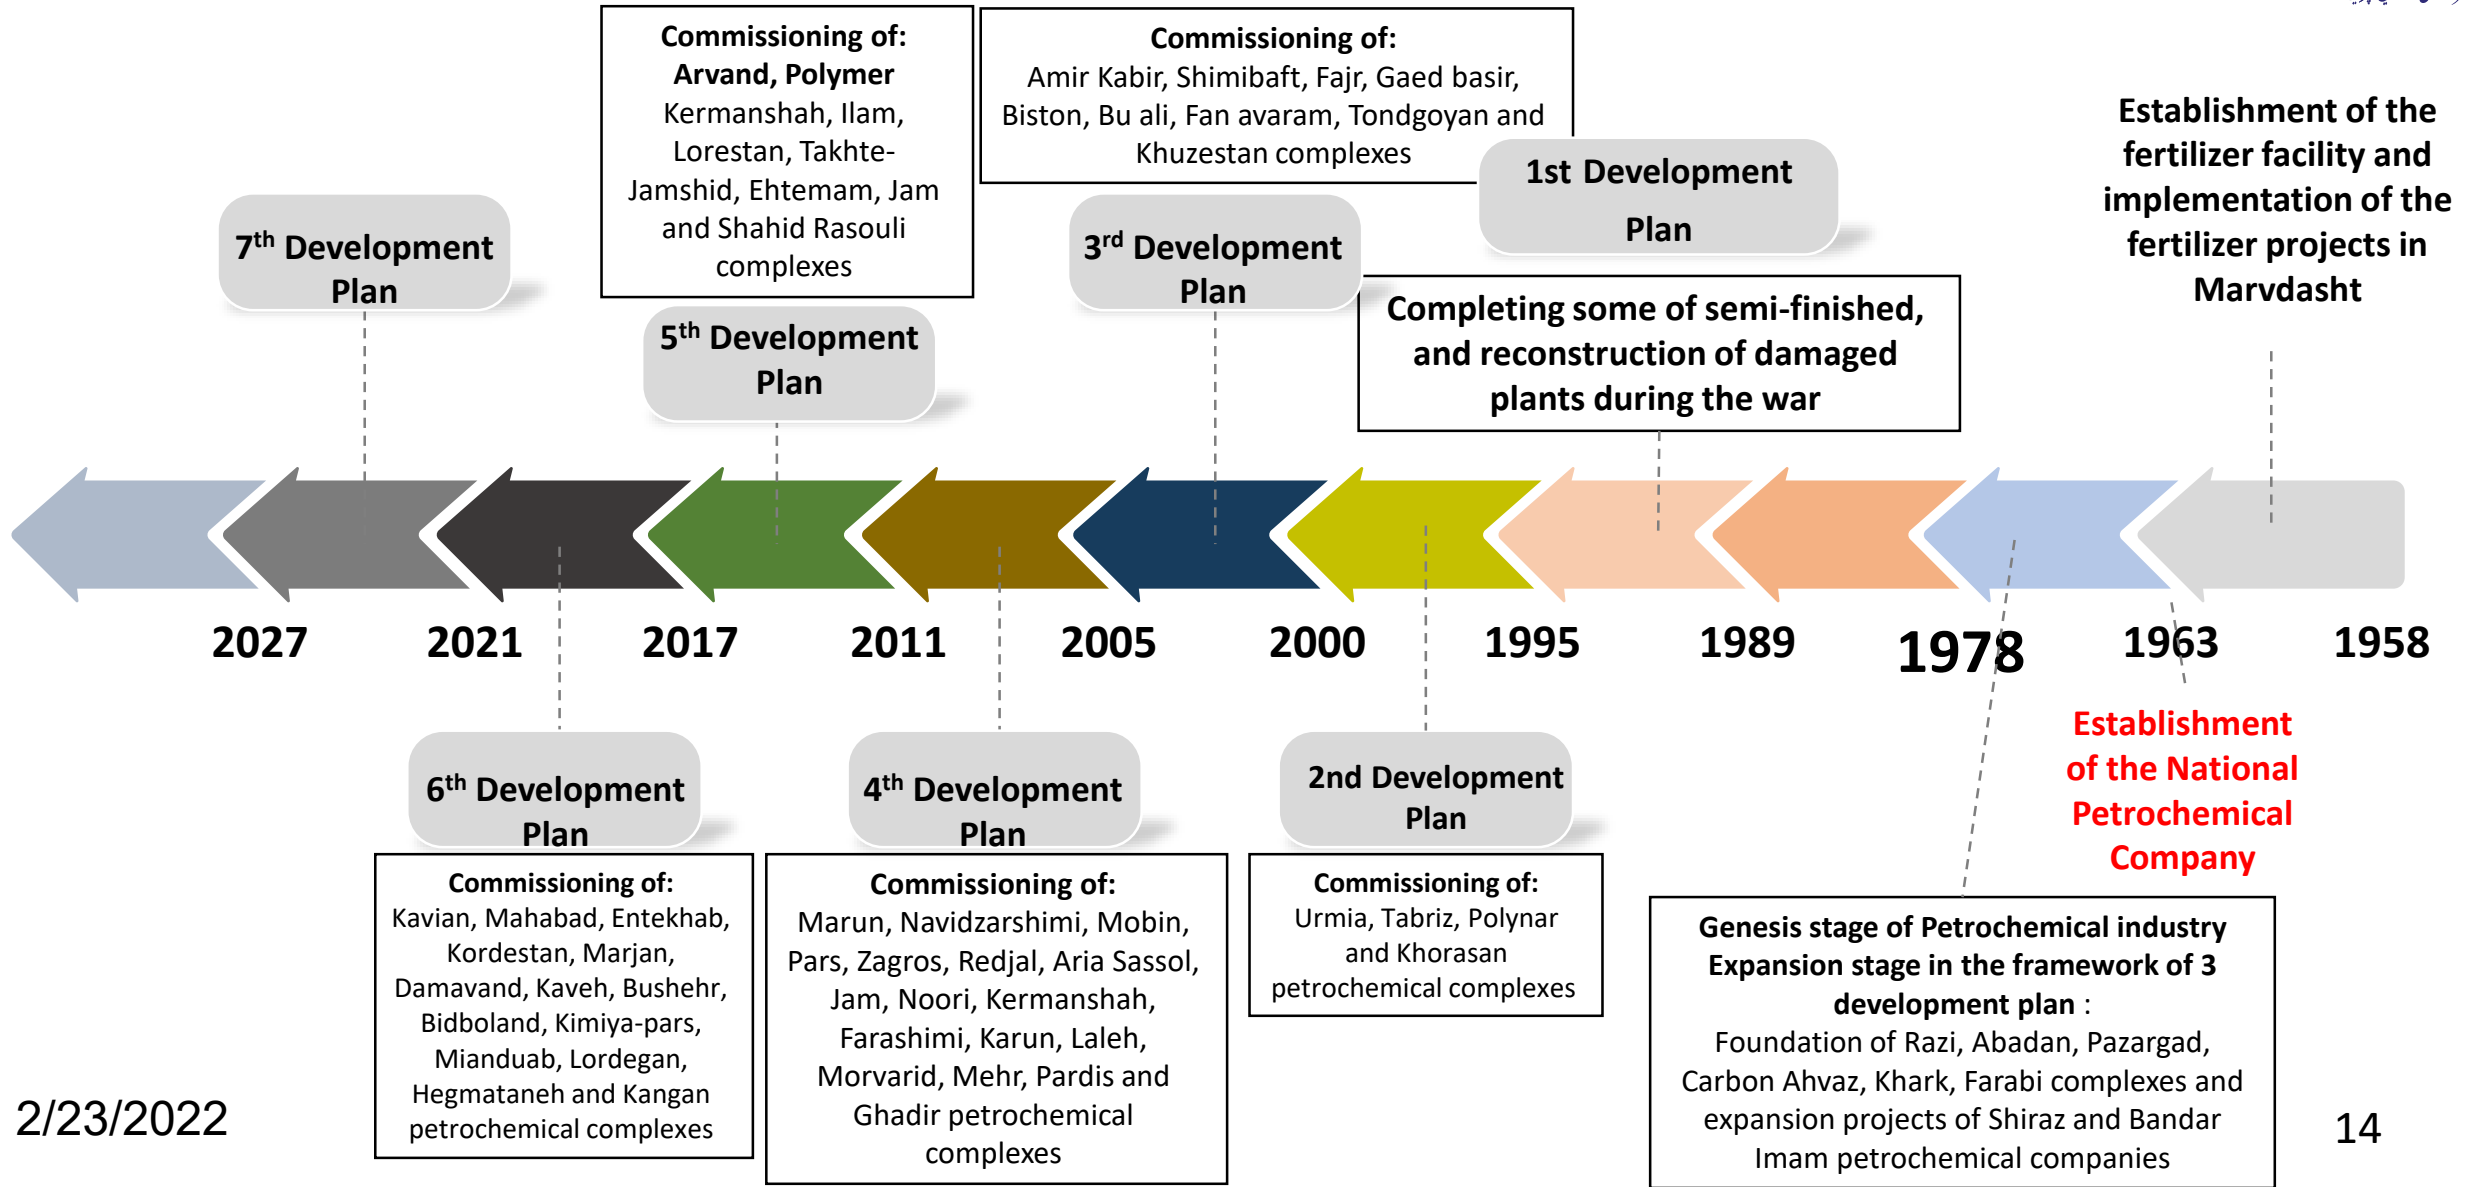 Commissioning of:
Arvand, Polymer
Kermanshah, Ilam,
Lorestan, Takhte-
Jamshid, Ehtemam, Jam
and Shahid Rasouli
complexes
Commissioning of:
Amir Kabir, Shimibaft, Fajr, Gaed basir,
Biston, Bu ali, Fan avaram, Tondgoyan and
Khuzestan complexes
Establishment of the
fertilizer facility and
implementation of the
fertilizer projects in
Marvdasht
7th Development
Plan
5th Development
Plan
3rd Development
Plan
1st Development
Plan
Completing some of semi-finished,
and reconstruction of damaged
plants during the war
2027 2021 2017 2011 2005 2000 1995 1989 1978 1963 1958
6th Development
Plan
Commissioning of:
Kavian, Mahabad, Entekhab,
Kordestan, Marjan,
Damavand, Kaveh, Bushehr,
Bidboland, Kimiya-pars,
Mianduab, Lordegan,
Hegmataneh and Kangan
petrochemical complexes
4th Development
Plan
Commissioning of:
Marun, Navidzarshimi, Mobin,
Pars, Zagros, Redjal, Aria Sassol,
Jam, Noori, Kermanshah,
Farashimi, Karun, Laleh,
Morvarid, Mehr, Pardis and
Ghadir petrochemical
complexes
2nd Development
Plan
Commissioning of:
Urmia, Tabriz, Polynar
and Khorasan
petrochemical complexes
Establishment
of the National
Petrochemical
Company
Genesis stage of Petrochemical industry
Expansion stage in the framework of 3
development plan :
Foundation of Razi, Abadan, Pazargad,
Carbon Ahvaz, Khark, Farabi complexes and
expansion projects of Shiraz and Bandar
Imam petrochemical companies
2/23/2022
14